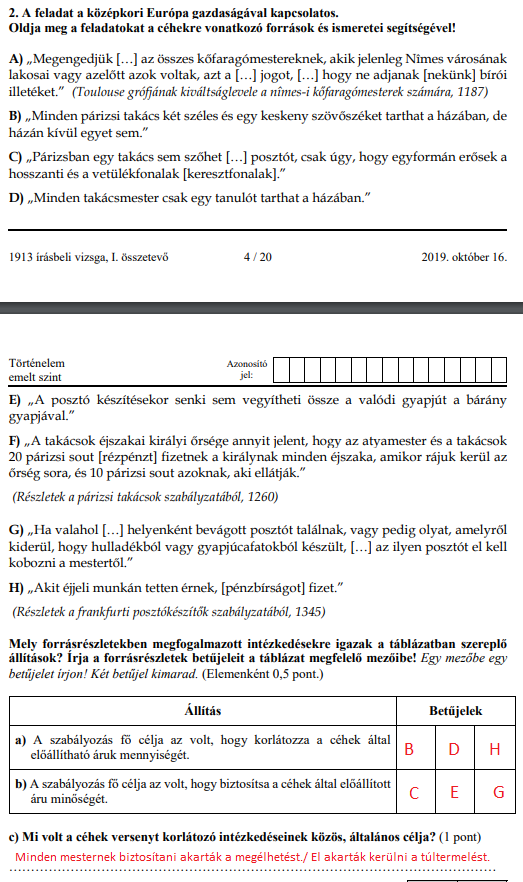 2. A feladat a középkori Európa gazdaságával kapcsolatos.
Oldja meg a feladatokat a céhekre vonatkozó források és ismeretei segítségével!
A) „Megengedjük […] az összes kőfaragómestereknek, akik jelenleg Nîmes városának
lakosai vagy azelőtt azok voltak, azt a […] jogot, […] hogy ne adjanak [nekünk] bírói
illetéket.” (Toulouse grófjának kiváltságlevele a nîmes-i kőfaragómesterek számára, 1187)
B) „Minden párizsi takács két széles és egy keskeny szövőszéket tarthat a házában, de
házán kívül egyet sem.”
C) „Párizsban egy takács sem szőhet […] posztót, csak úgy, hogy egyformán erősek a
hosszanti és a vetülékfonalak [keresztfonalak].”
D) „Minden takácsmester csak egy tanulót tarthat a házában.”
1913 írásbeli vizsga, I. összetevő 4 / 20 2019. október 16.
Történelem
emelt szint
Azonosító
jel:
E) „A posztó készítésekor senki sem vegyítheti össze a valódi gyapjút a bárány
gyapjával.”
F) „A takácsok éjszakai királyi őrsége annyit jelent, hogy az atyamester és a takácsok
20 párizsi sout [rézpénzt] fizetnek a királynak minden éjszaka, amikor rájuk kerül az
őrség sora, és 10 párizsi sout azoknak, aki ellátják.”
(Részletek a párizsi takácsok szabályzatából, 1260)
G) „Ha valahol […] helyenként bevágott posztót találnak, vagy pedig olyat, amelyről
kiderül, hogy hulladékból vagy gyapjúcafatokból készült, […] az ilyen posztót el kell
kobozni a mestertől.”
H) „Akit éjjeli munkán tetten érnek, [pénzbírságot] fizet.”
(Részletek a frankfurti posztókészítők szabályzatából, 1345)
Mely forrásrészletekben megfogalmazott intézkedésekre igazak a táblázatban szereplő
állítások? Írja a forrásrészletek betűjeleit a táblázat megfelelő mezőibe! Egy mezőbe egy
betűjelet írjon! Két betűjel kimarad. (Elemenként 0,5 pont.)
Állítás Betűjelek
a) A szabályozás fő célja az volt, hogy korlátozza a céhek által
előállítható áruk mennyiségét. B D H
b) A szabályozás fő célja az volt, hogy biztosítsa a céhek által előállított
áru minőségét. C E G
c) Mi volt a céhek versenyt korlátozó intézkedéseinek közös, általános célja? (1 pont)
Minden mesternek biztosítani akarták a megélhetést./ El akarták kerülni a túltermelést.